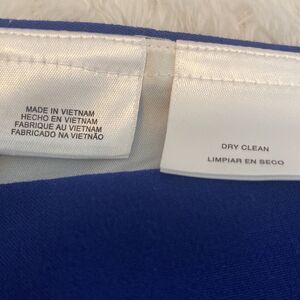 MADE IN VIETNAM
HECHO EN VIETNAM
FABRIQUE AU VIETNAM
FABRICADO NA VIETNÃO
DRY CLEAN
LIMPIAR EN SECO